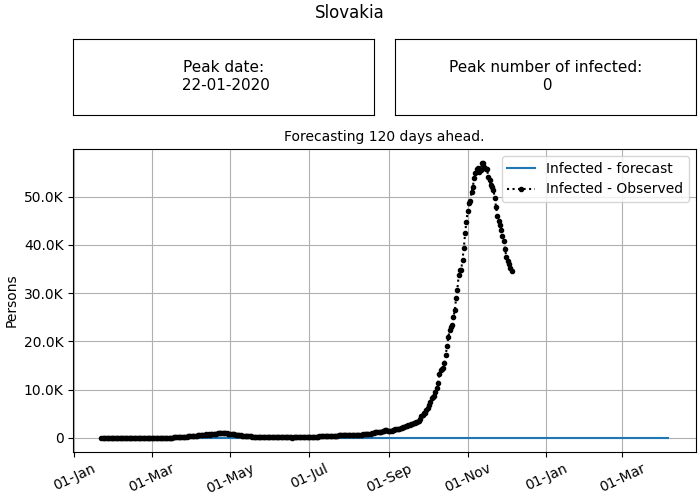 Slovakia
Peak date:
22-01-2020
Peak number of infected:
0
Forecasting 120 days ahead.
Infected - forecast
Infected - Observed
50.0K
40.0K
30.0K
20.0K
10.0K
0
Persons
01-Jan
01-Mar
01-May
01-Jul
01-Sep
01-Nov
01-Jan
01-Mar